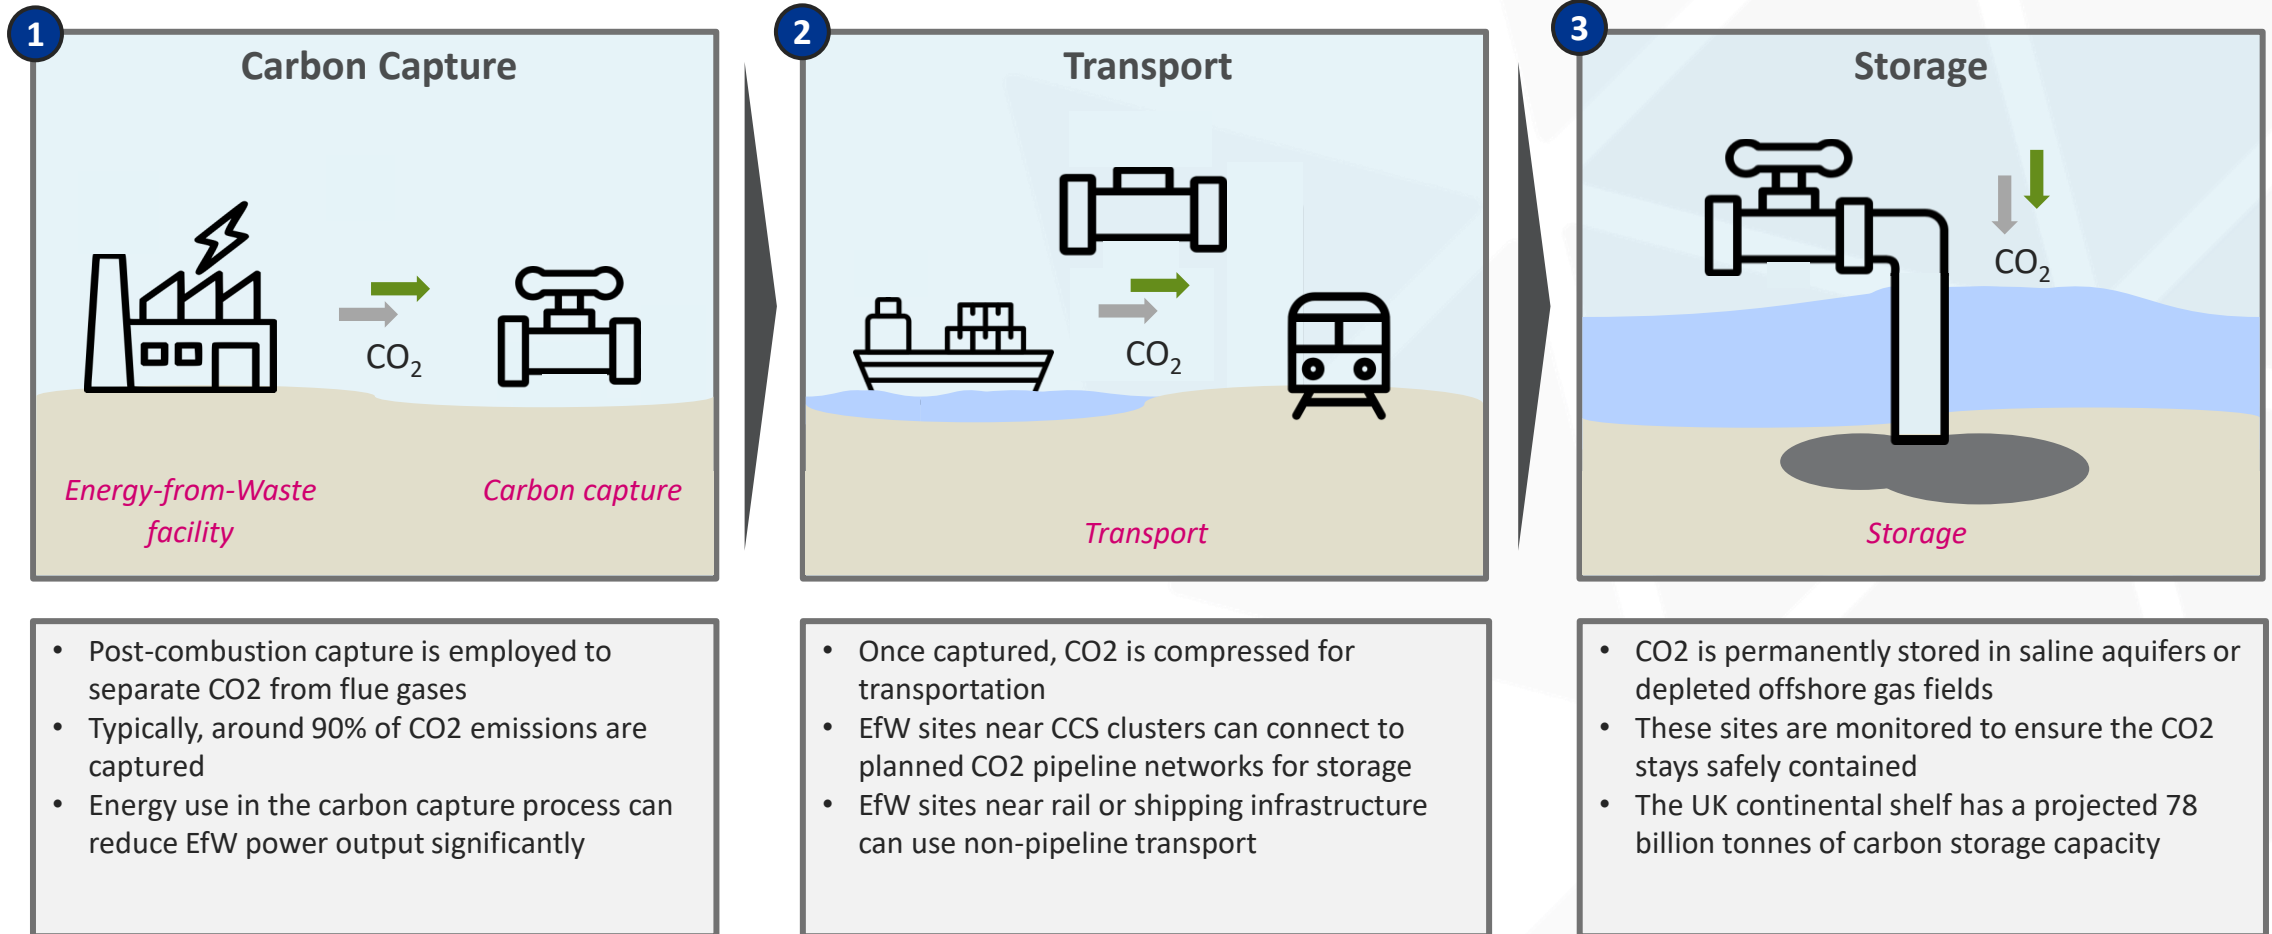 1
Carbon Capture
CO₂
Energy-from-Waste
facility
Carbon capture
• Post-combustion capture is employed to
separate CO2 from flue gases
• Typically, around 90% of CO2 emissions are
captured
• Energy use in the carbon capture process can
reduce EfW power output significantly
2
Transport
CO₂
Transport
• Once captured, CO2 is compressed for
transportation
• EfW sites near CCS clusters can connect to
planned CO2 pipeline networks for storage
• EfW sites near rail or shipping infrastructure
can use non-pipeline transport
3
Storage
CO₂
Storage
• CO2 is permanently stored in saline aquifers or
depleted offshore gas fields
• These sites are monitored to ensure the CO2
stays safely contained
• The UK continental shelf has a projected 78
billion tonnes of carbon storage capacity